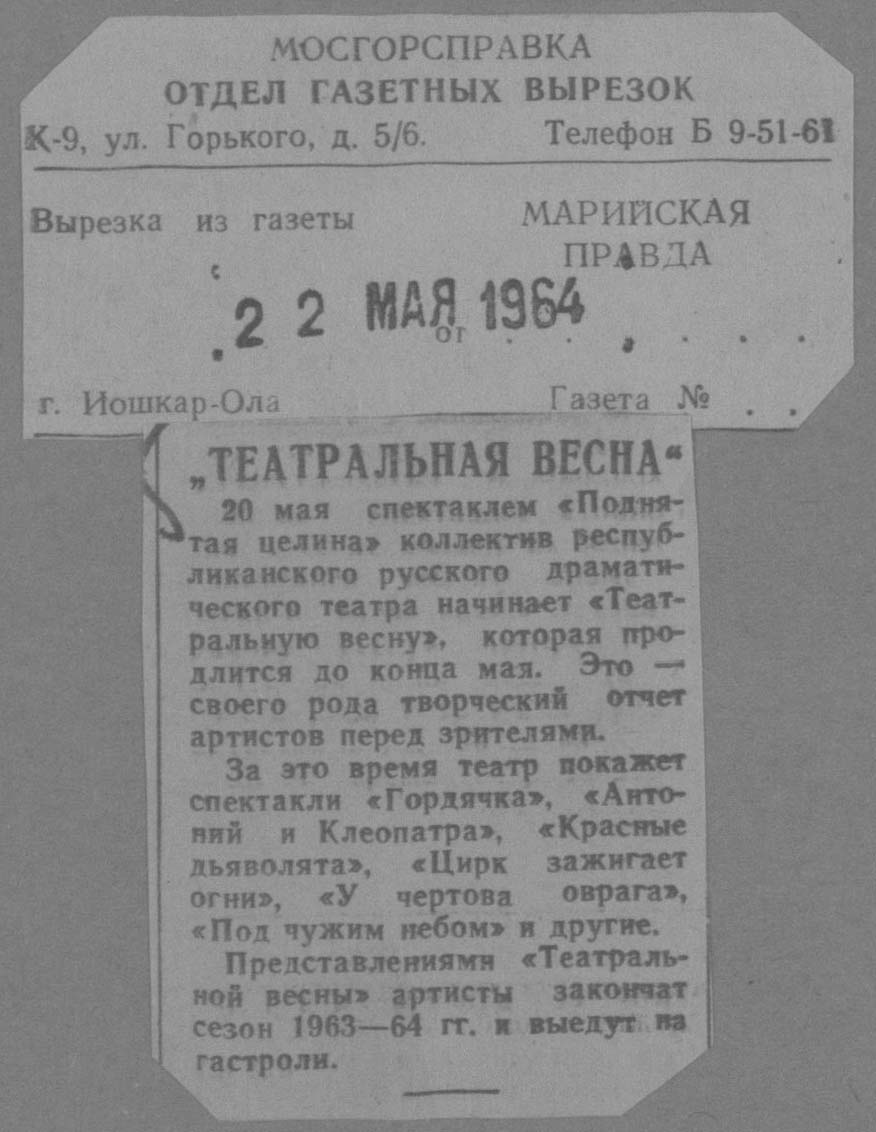 МОСГОРСПРАВКА
ОТДЕЛ ГАЗЕТНЫХ ВЫРЕЗОК
К-9, ул. Горького, д. 5/6. Телефон Б 9-51-61
Вырезка из газеты МАРИЙСКАЯ
ПРАВДА
22 МАЯ 1964
от . . . . .
г. Иошкар-Ола Газета № . .
„ТЕАТРАЛЬНАЯ ВЕСНА“
20 мая спектаклем «Подня-
тая целина» коллектив респуб-
ликанского русского драмати-
ческого театра начинает «Теат-
ральную весну», которая про-
длится до конца мая. Это —
своего рода творческий отчет
артистов перед зрителями.
За это время театр покажет
спектакли «Гордячка», «Анто-
ний и Клеопатра», «Красные
дьяволята», «Цирк зажигает
огни», «У чертова оврага»,
«Под чужим небом» и другие.
Представлениями «Театраль-
ной весны» артисты закончат
сезон 1963—64 гг. и выедут на
гастроли.